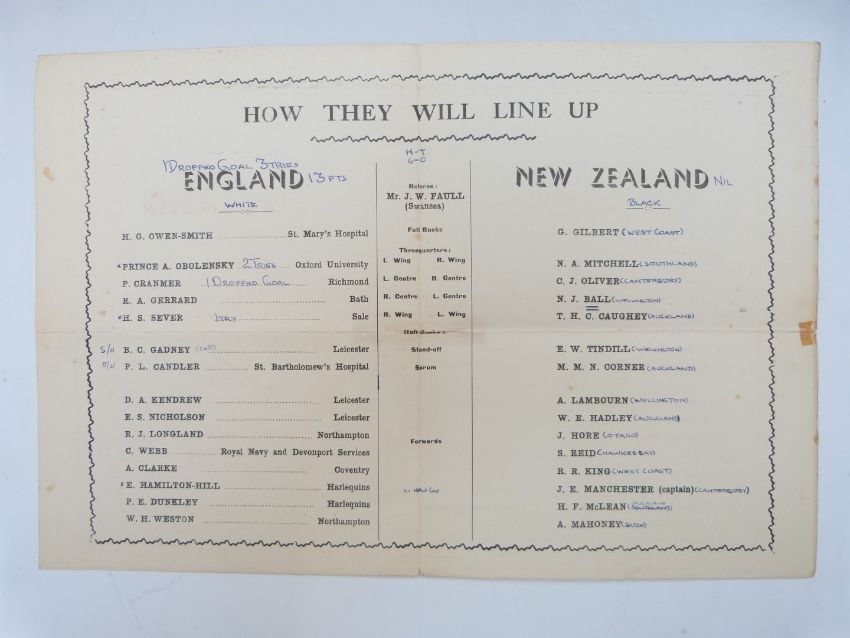 HOW THEY WILL LINE UP
1 DROPPED GOAL 3 TRIES
ENGLAND 13 PTS
WHITE
H. G. OWEN-SMITH St. Mary's Hospital
*PRINCE A. OBOLENSKY 2 TRIES Oxford University
P. CRANMER 1 DROPPED GOAL Richmond
R. A. GERRARD Bath
*H. S. SEVER 1 TRY Sale
S/H B. C. GADNEY (CAPT) Leicester
P. L. CANDLER St. Bartholomew's Hospital
D. A. KENDREW Leicester
E. S. NICHOLSON Leicester
R. J. LONGLAND Northampton
C. WEBB Royal Navy and Devonport Services
A. CLARKE Coventry
*E. HAMILTON-HILL Harlequins
P. E. DUNKLEY Harlequins
W. H. WESTON Northampton
H-T
6-0
Referee:
Mr. J. W. FAULL
(Swansea)
Full Backs
Threequarters:
L. Wing R. Wing
L. Centre R. Centre
R. Centre L. Centre
R. Wing L. Wing
Half Backs:
Stand-off
Scrum
Forwards
NEW ZEALAND NIL
BLACK
G. GILBERT (WEST COAST)
N. A. MITCHELL (SOUTHLAND)
C. J. OLIVER (CANTERBURY)
N. J. BALL (WELLINGTON)
T. H. C. CAUGHEY (AUCKLAND)
E. W. TINDILL (WELLINGTON)
M. M. N. CORNER (AUCKLAND)
A. LAMBOURN (WELLINGTON)
W. E. HADLEY (AUCKLAND)
J. HORE (OTAGO)
S. REID (HAWKESBAY)
R. R. KING (WEST COAST)
J. E. MANCHESTER (captain) (CANTERBURY)
H. F. McLEAN
A. MAHONEY (BUSH)